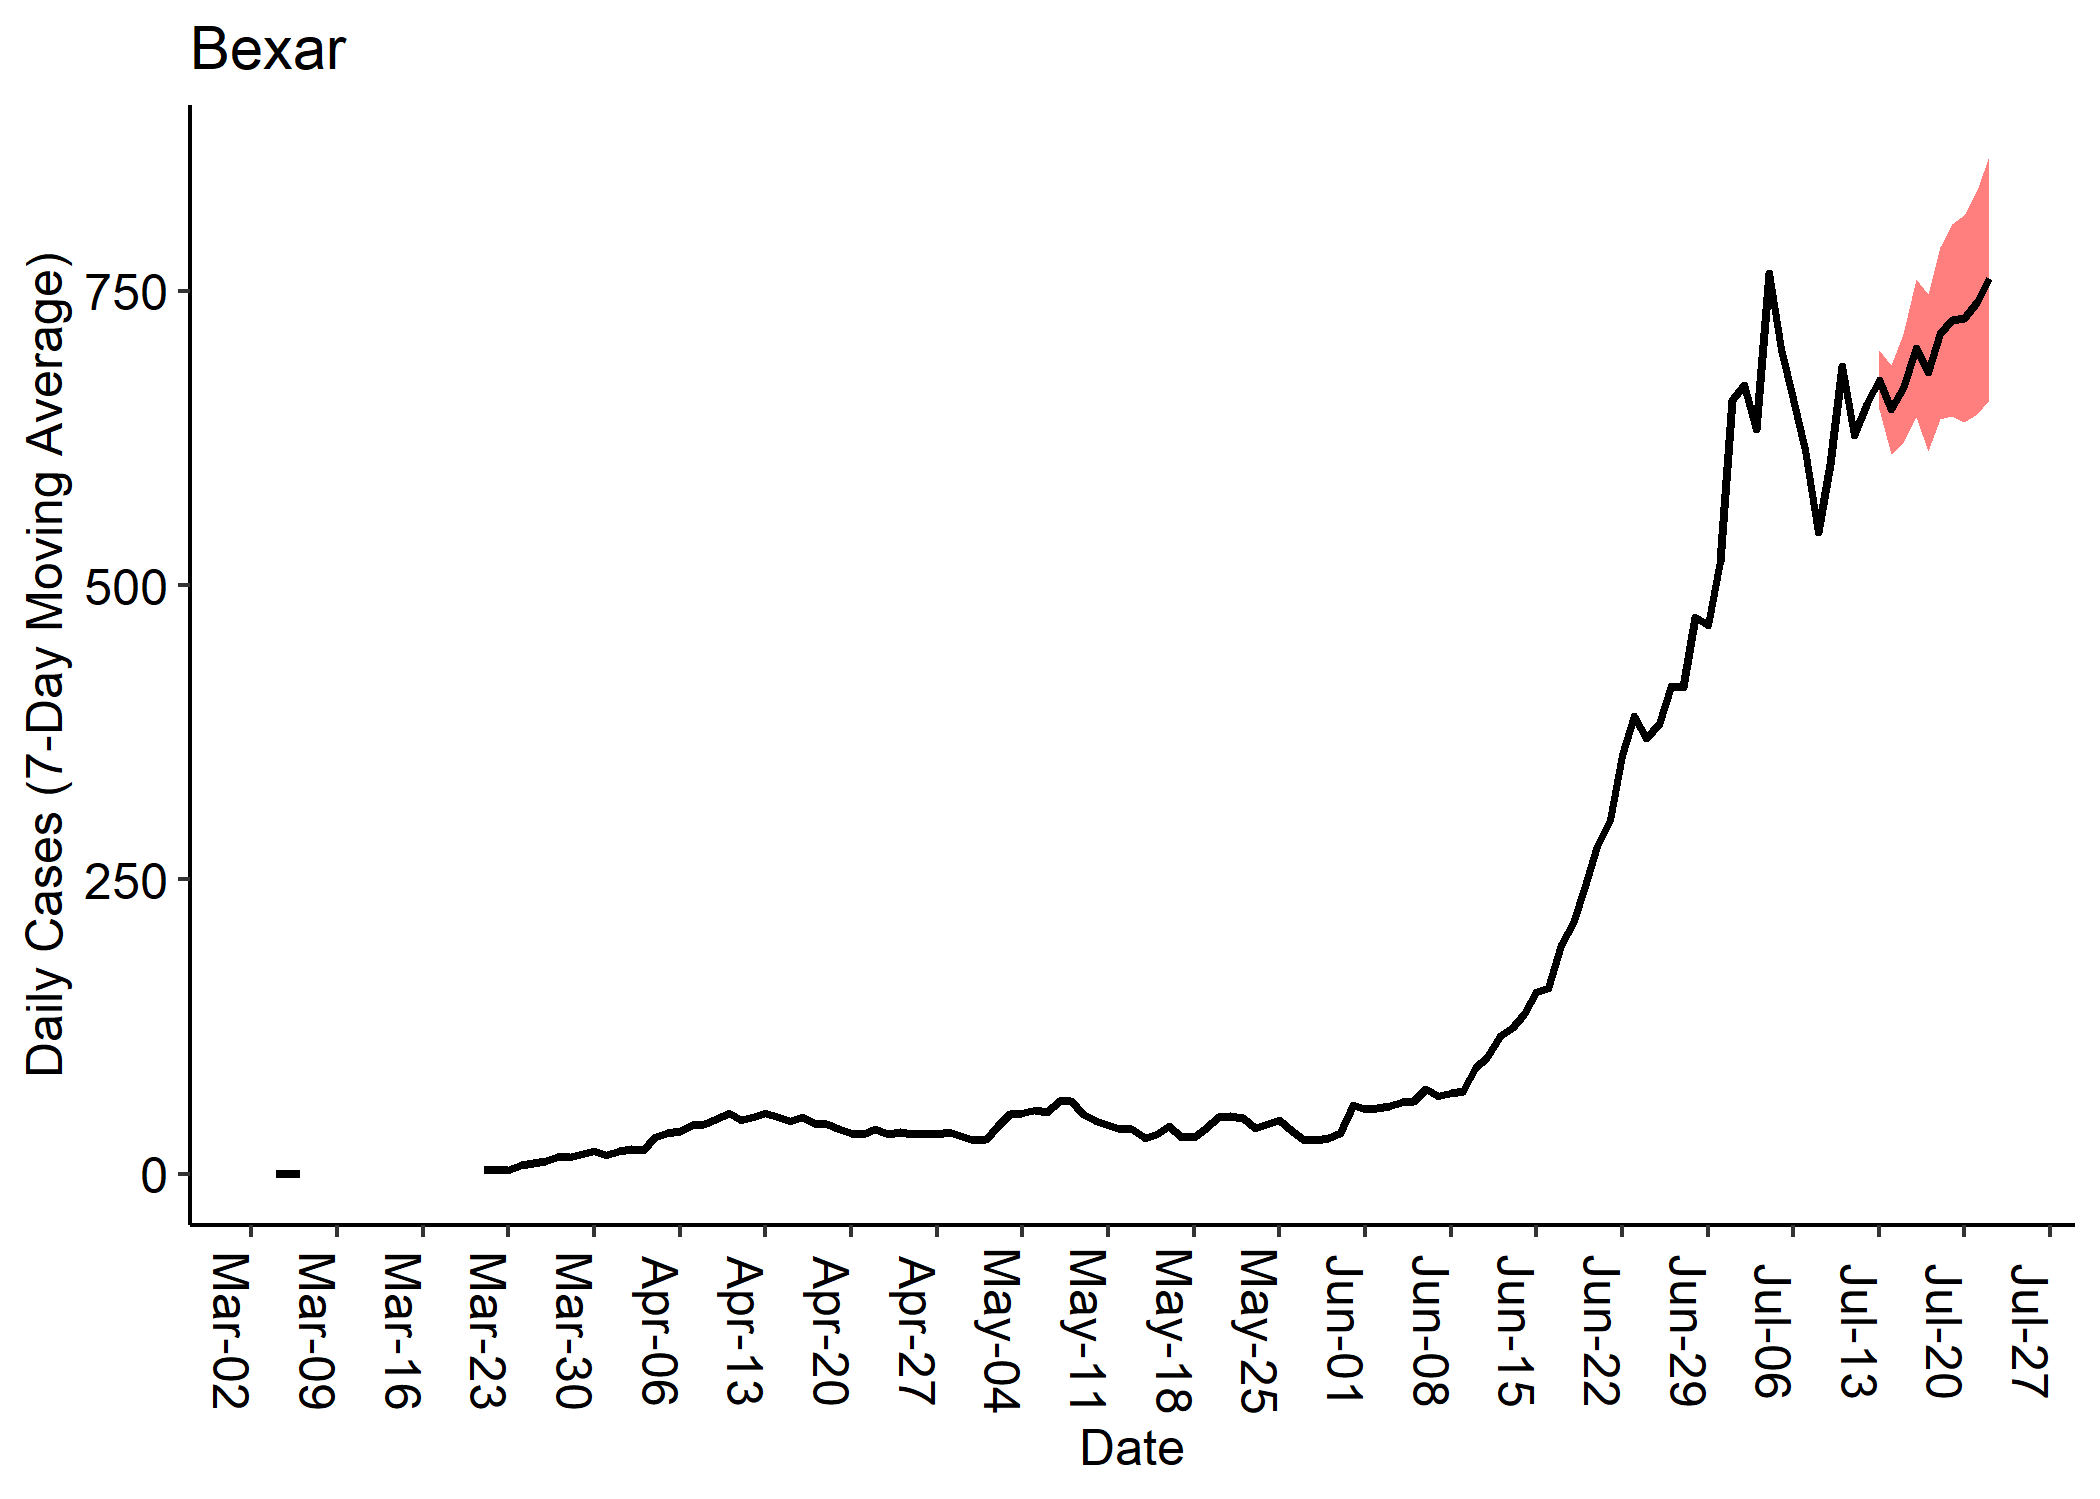 Bexar
Daily Cases (7-Day Moving Average)
750
500
250
0
Mar-02
Mar-09
Mar-16
Mar-23
Mar-30
Apr-06
Apr-13
Apr-20
Apr-27
May-04
May-11
May-18
May-25
Jun-01
Jun-08
Jun-15
Jun-22
Jun-29
Jul-06
Jul-13
Jul-20
Jul-27
Date